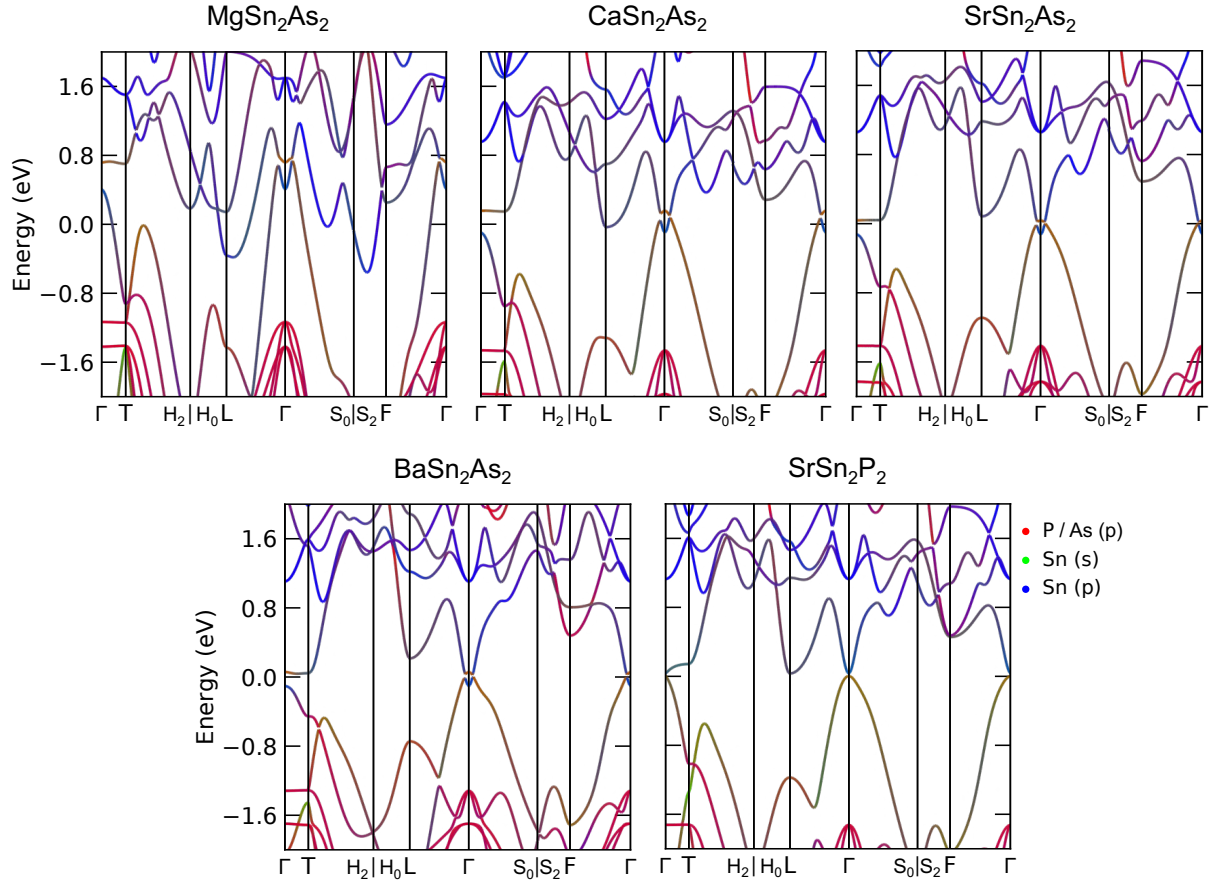 MgSn₂As₂
CaSn₂As₂
SrSn₂As₂
Energy (eV)
1.6
0.8
0.0
−0.8
−1.6
Γ T H₂|H₀ L Γ S₀|S₂ F Γ
Γ T H₂|H₀ L Γ S₀|S₂ F Γ
Γ T H₂|H₀ L Γ S₀|S₂ F Γ
BaSn₂As₂
SrSn₂P₂
Energy (eV)
1.6
0.8
0.0
−0.8
−1.6
Γ T H₂|H₀ L Γ S₀|S₂ F Γ
Γ T H₂|H₀ L Γ S₀|S₂ F Γ
P / As (p)
Sn (s)
Sn (p)